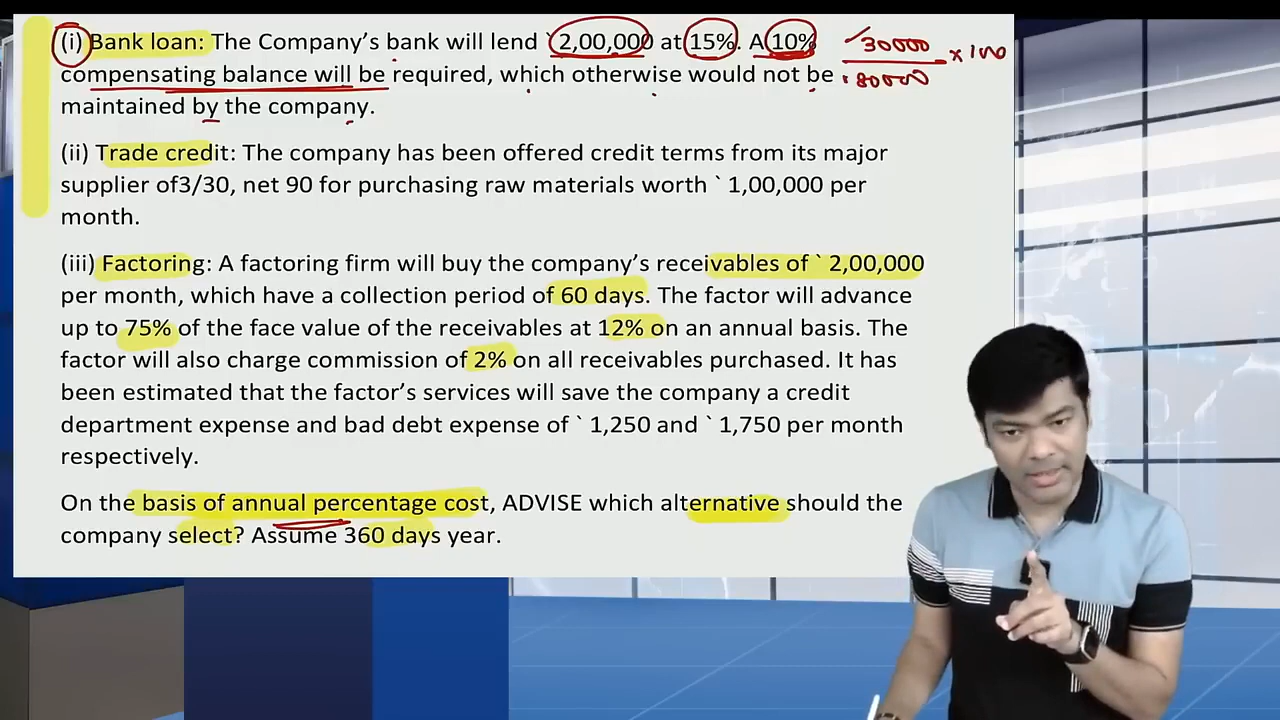 (i) Bank loan: The Company's bank will lend ` 2,00,000 at 15%. A 10%
compensating balance will be required, which otherwise would not be
maintained by the company.
30000
180000
×100
(ii) Trade credit: The company has been offered credit terms from its major
supplier of3/30, net 90 for purchasing raw materials worth ` 1,00,000 per
month.
(iii) Factoring: A factoring firm will buy the company's receivables of ` 2,00,000
per month, which have a collection period of 60 days. The factor will advance
up to 75% of the face value of the receivables at 12% on an annual basis. The
factor will also charge commission of 2% on all receivables purchased. It has
been estimated that the factor's services will save the company a credit
department expense and bad debt expense of ` 1,250 and ` 1,750 per month
respectively.
On the basis of annual percentage cost, ADVISE which alternative should the
company select? Assume 360 days year.